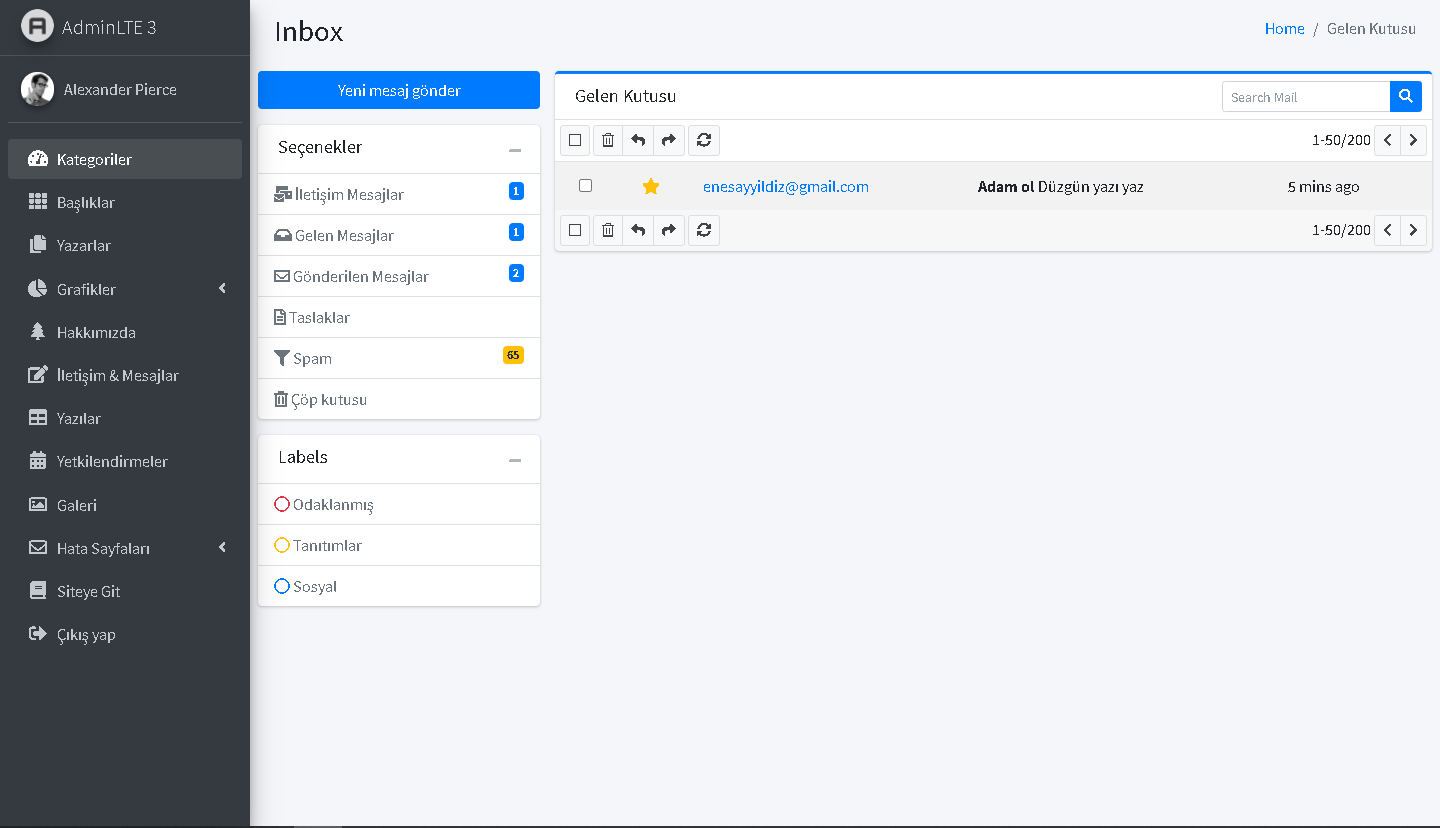 AdminLTE 3
Alexander Pierce
Kategoriler
Başlıklar
Yazarlar
Grafikler
Hakkımızda
İletişim & Mesajlar
Yazılar
Yetkilendirmeler
Galeri
Hata Sayfaları
Siteye Git
Çıkış yap
Inbox
Home / Gelen Kutusu
Yeni mesaj gönder
Seçenekler
İletişim Mesajlar 1
Gelen Mesajlar 1
Gönderilen Mesajlar 2
Taslaklar
Spam 65
Çöp kutusu
Labels
Odaklanmış
Tanıtımlar
Sosyal
Gelen Kutusu
Search Mail
1-50/200
enesayyildiz@gmail.com Adam ol Düzgün yazı yaz 5 mins ago
1-50/200